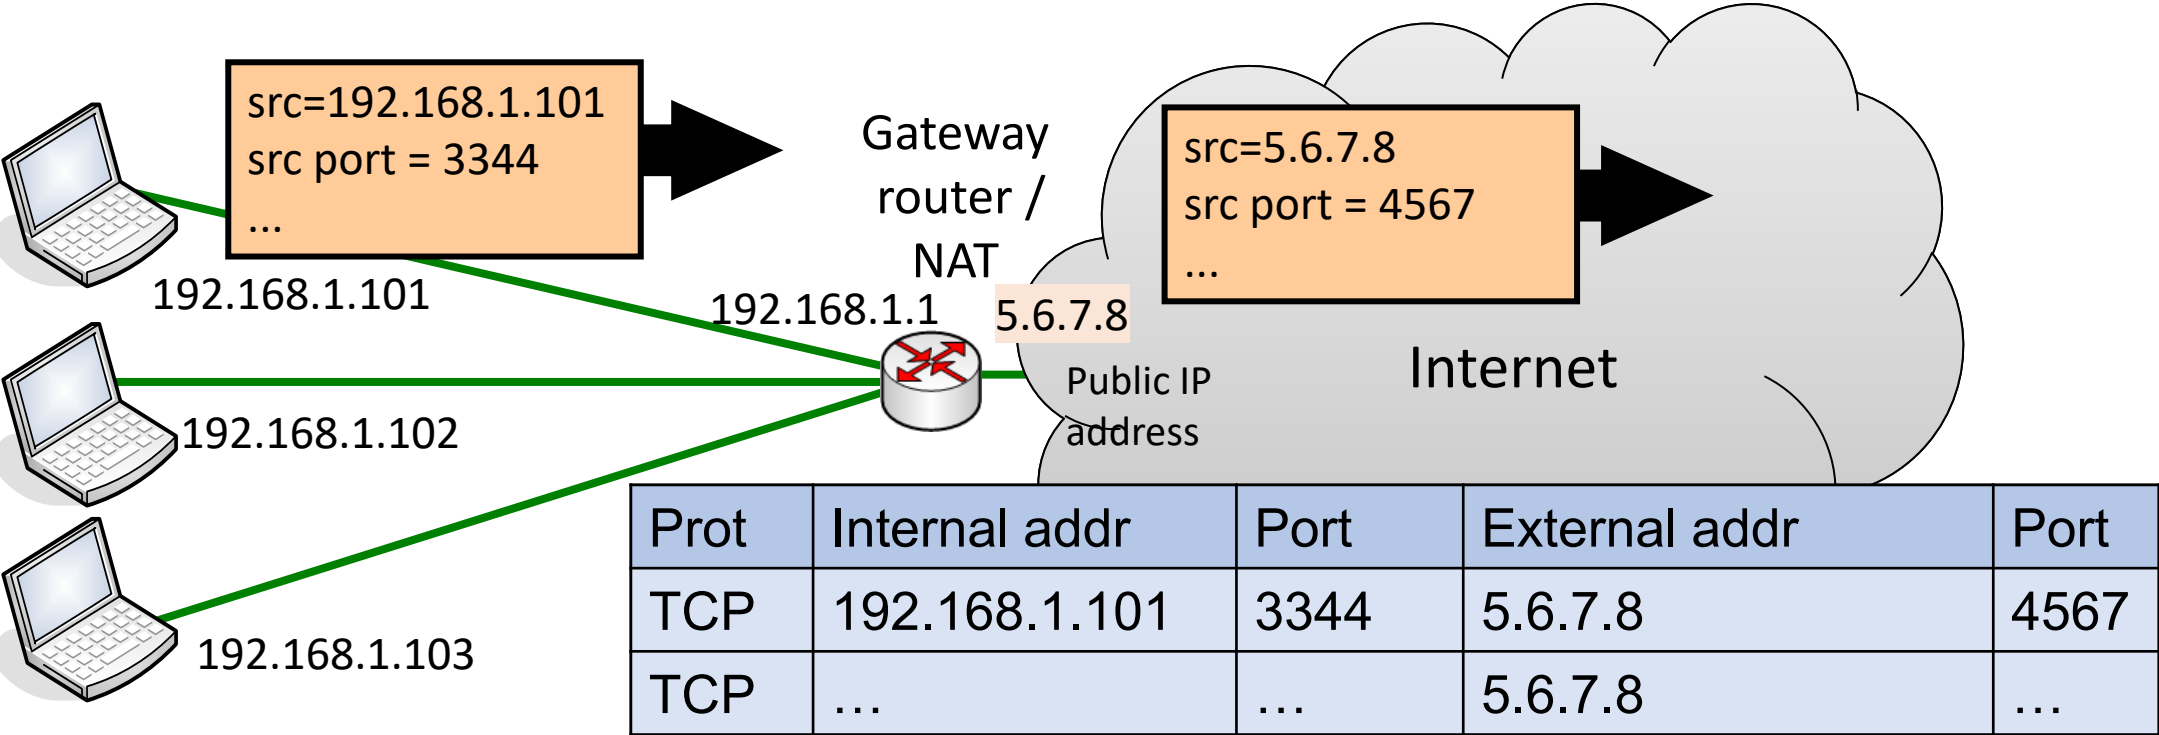 src=192.168.1.101
src port = 3344
...
192.168.1.101
192.168.1.102
192.168.1.103
Gateway
router /
NAT
192.168.1.1
5.6.7.8
src=5.6.7.8
src port = 4567
...
Public IP
address
Internet
Prot Internal addr Port External addr Port
TCP 192.168.1.101 3344 5.6.7.8 4567
TCP … … 5.6.7.8 …